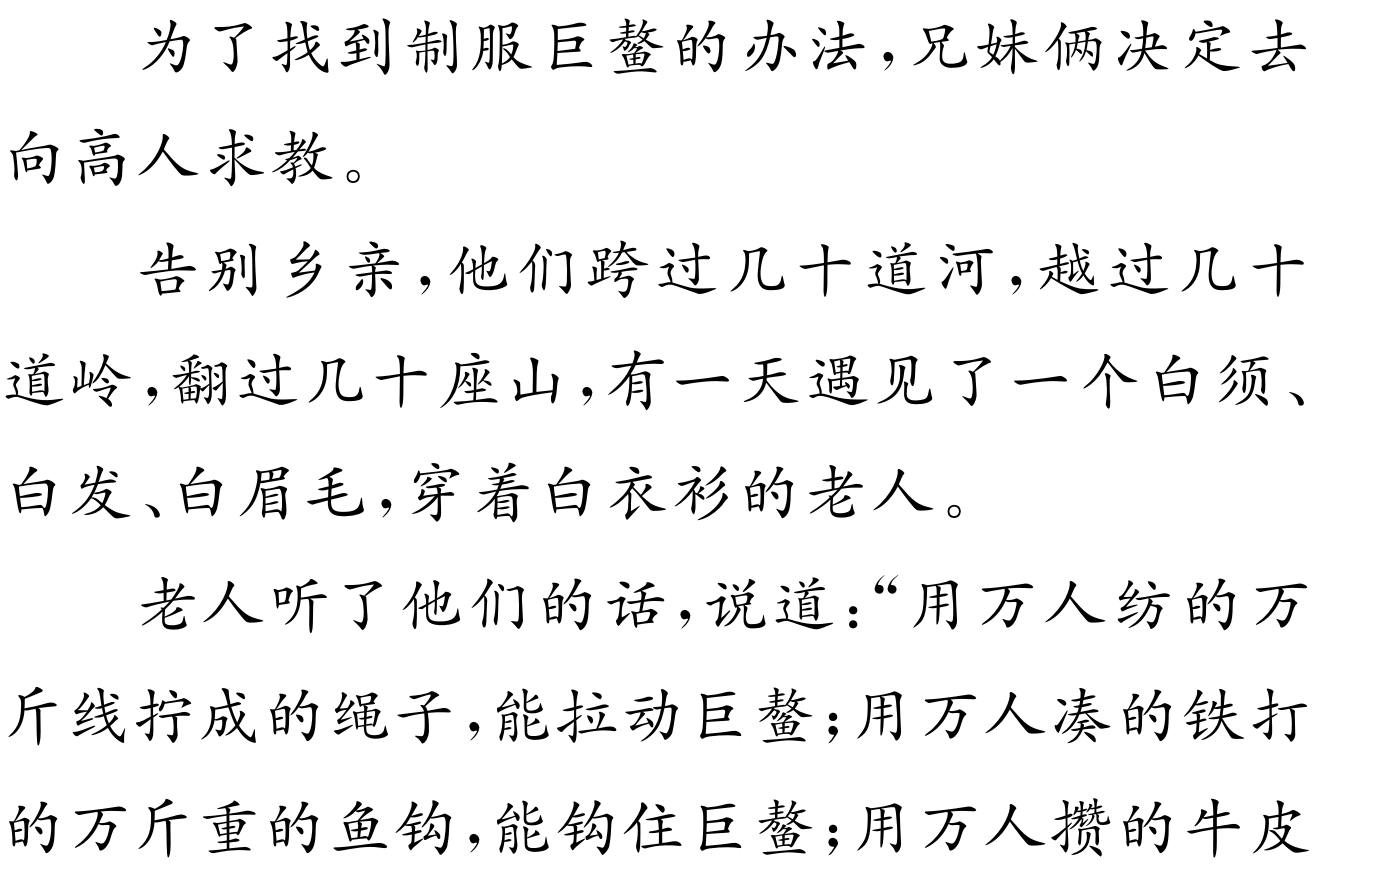 为了找到制服巨鳌的办法,兄妹俩决定去
向高人求教。
告别乡亲,他们跨过几十道河,越过几十
道岭,翻过几十座山,有一天遇见了一个白须、
白发、白眉毛,穿着白衣衫的老人。
老人听了他们的话,说道:“用万人纺的万
斤线拧成的绳子,能拉动巨鳌;用万人凑的铁打
的万斤重的鱼钩,能钩住巨鳌;用万人攒的牛皮